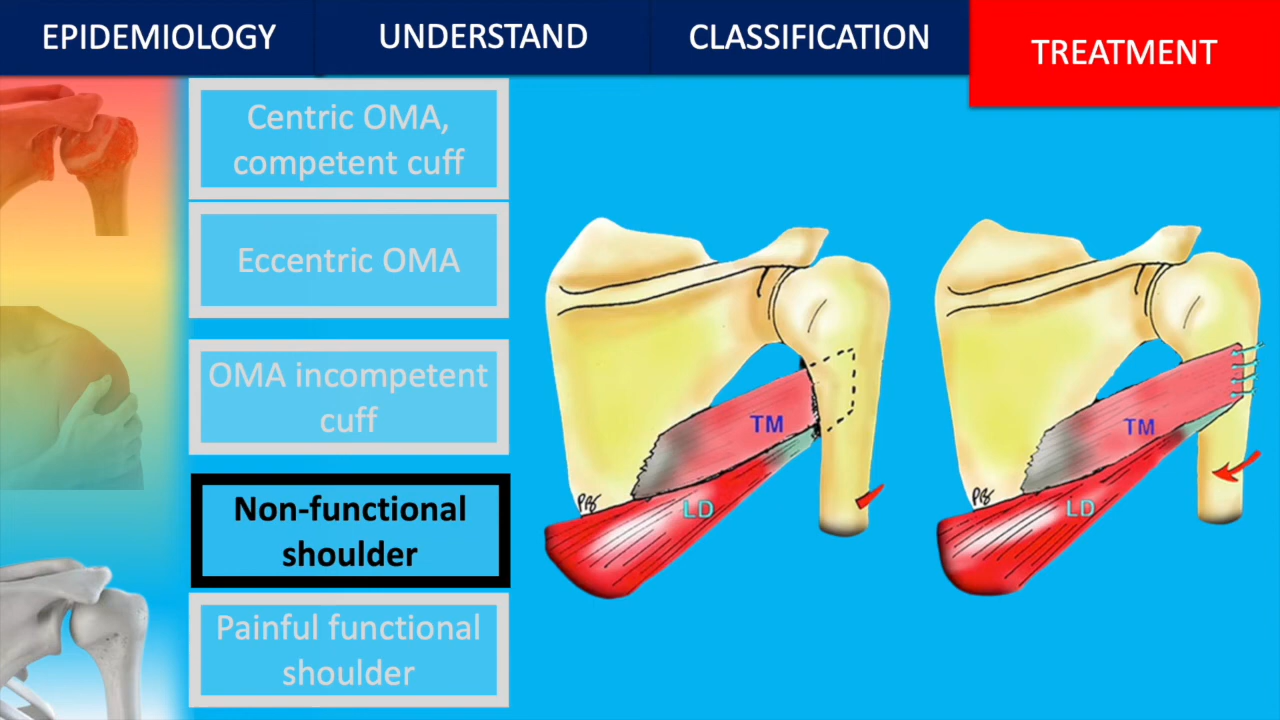 EPIDEMIOLOGY
UNDERSTAND
CLASSIFICATION
TREATMENT
Centric OMA,
competent cuff
Eccentric OMA
OMA incompetent
cuff
Non-functional
shoulder
Painful functional
shoulder
TM
LD
TM
LD